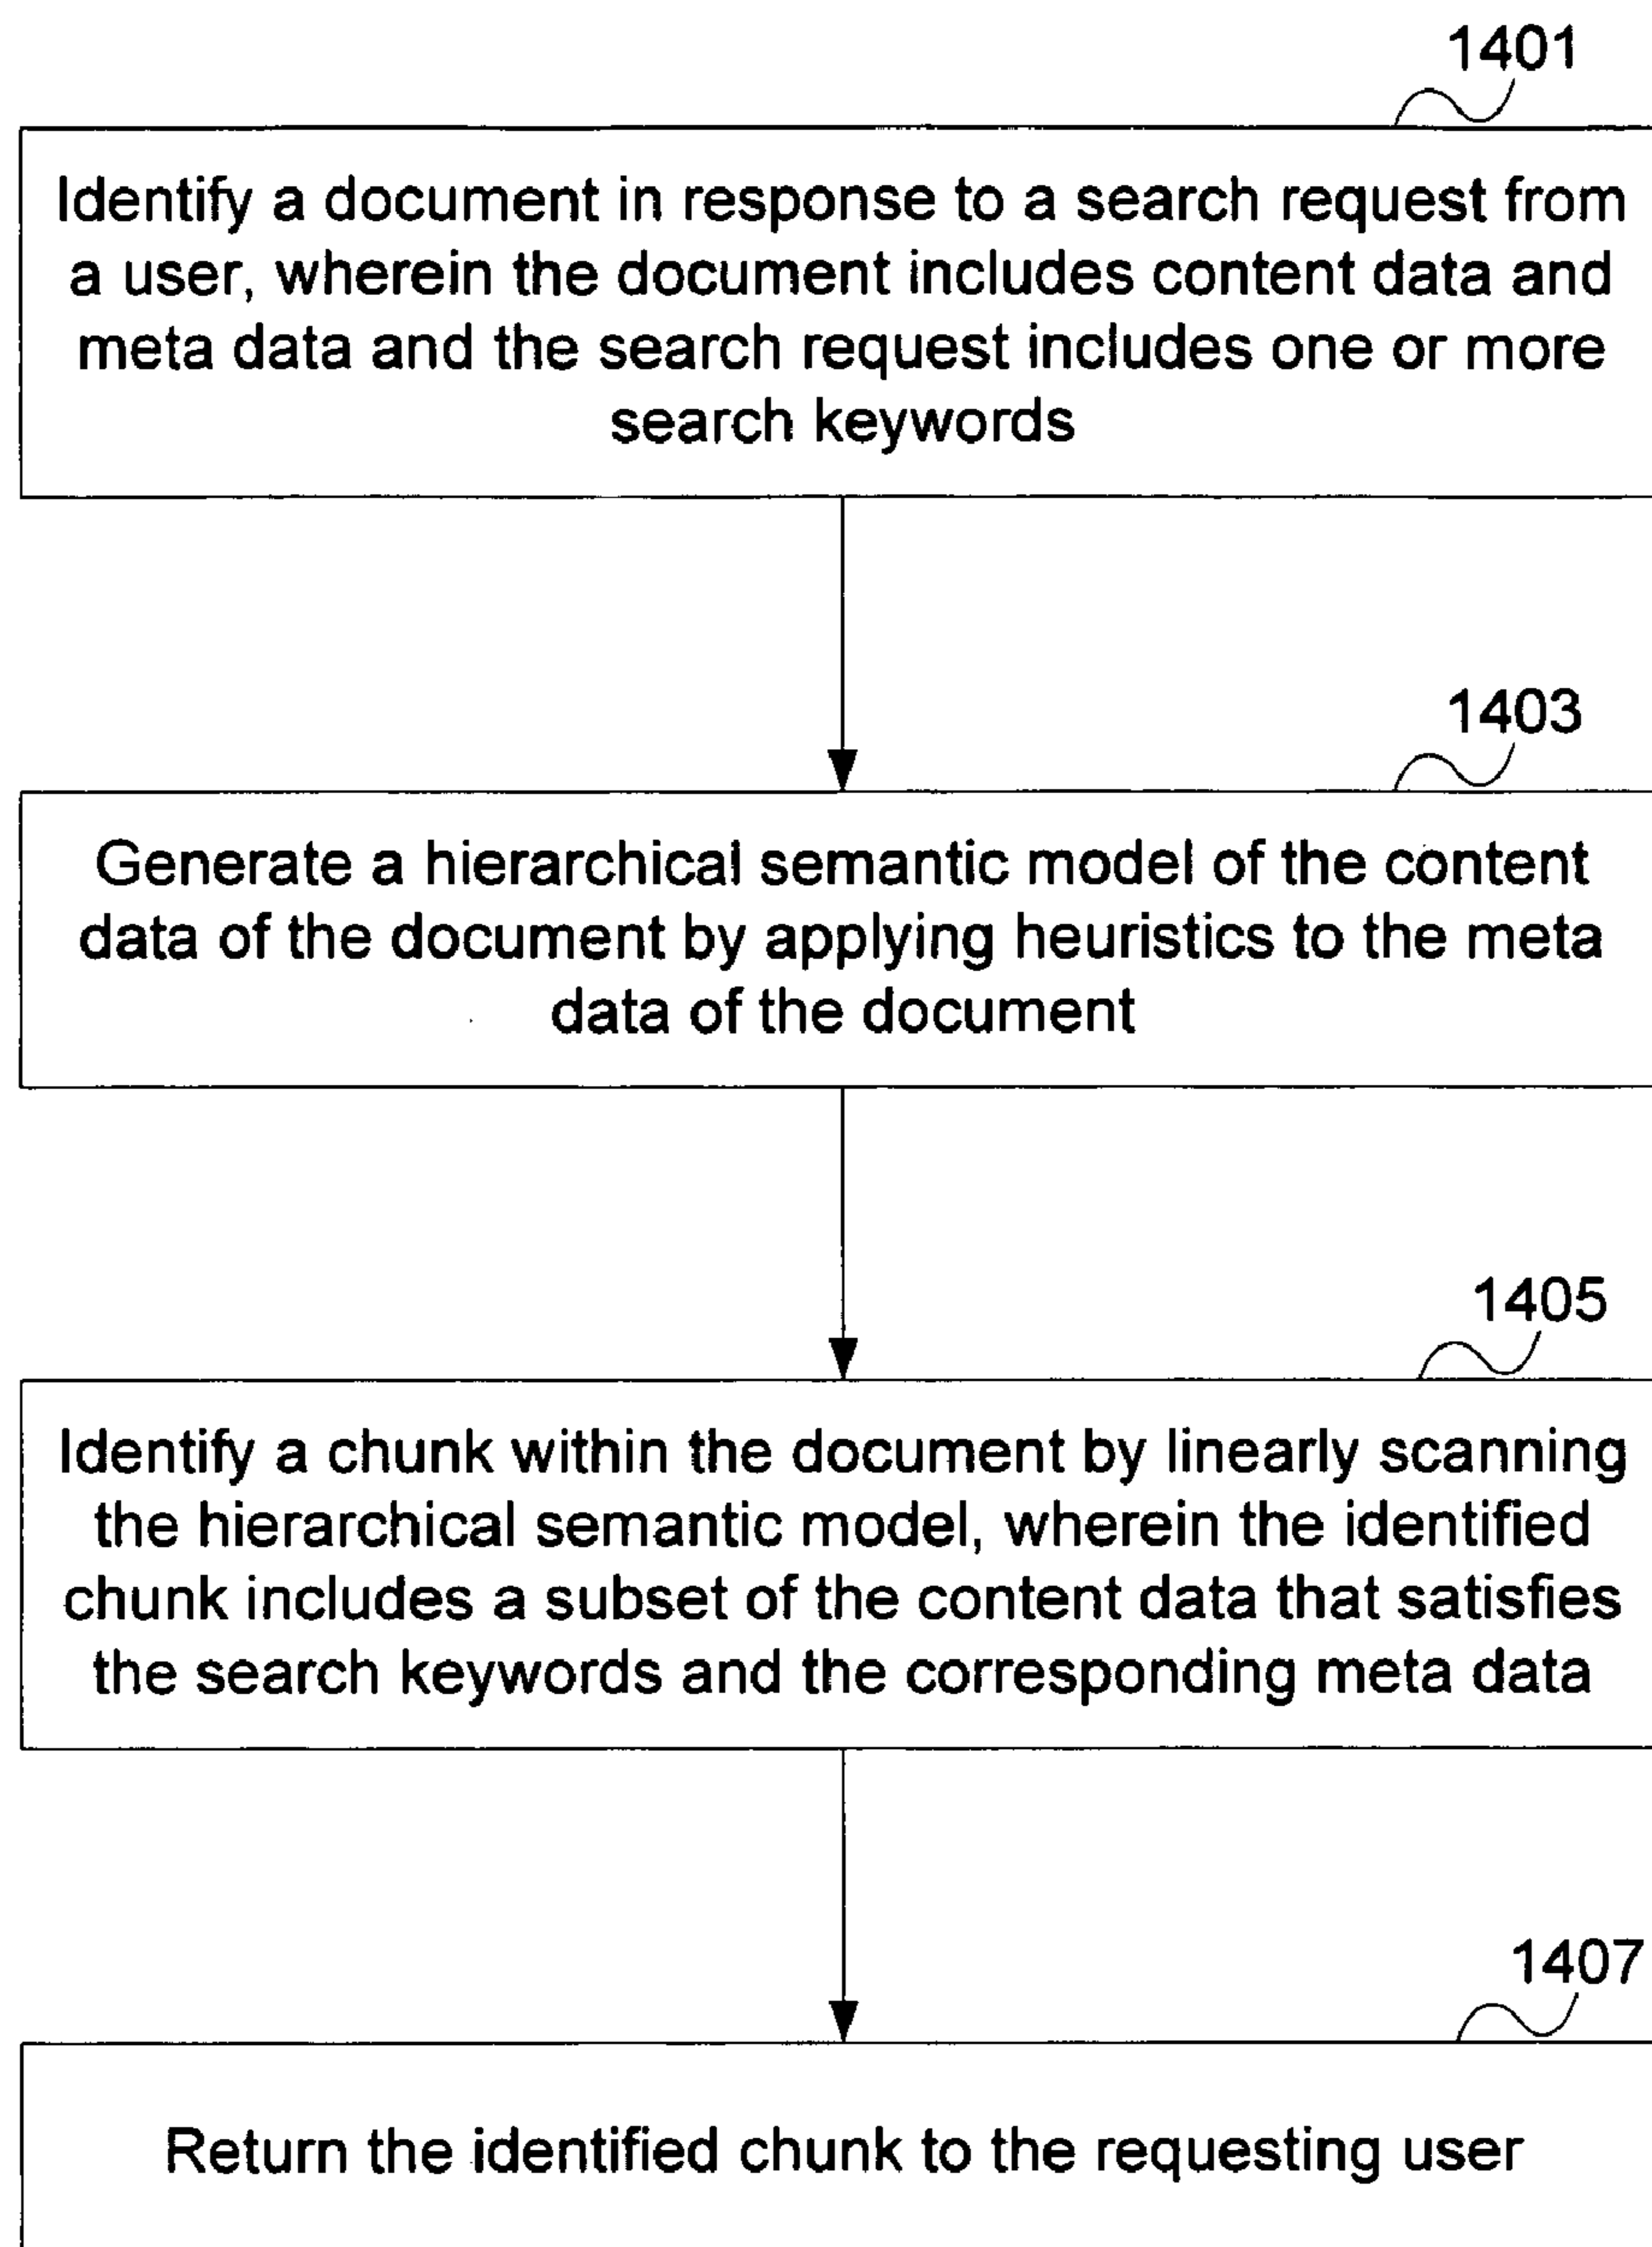 1401
Identify a document in response to a search request from
a user, wherein the document includes content data and
meta data and the search request includes one or more
search keywords
1403
Generate a hierarchical semantic model of the content
data of the document by applying heuristics to the meta
data of the document
1405
Identify a chunk within the document by linearly scanning
the hierarchical semantic model, wherein the identified
chunk includes a subset of the content data that satisfies
the search keywords and the corresponding meta data
1407
Return the identified chunk to the requesting user